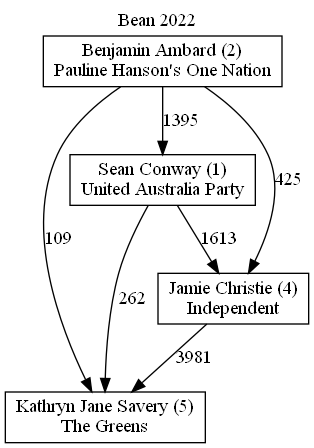 Bean 2022
Benjamin Ambard (2)
Pauline Hanson's One Nation
1395
Sean Conway (1)
United Australia Party
425
109
262
1613
Jamie Christie (4)
Independent
3981
Kathryn Jane Savery (5)
The Greens